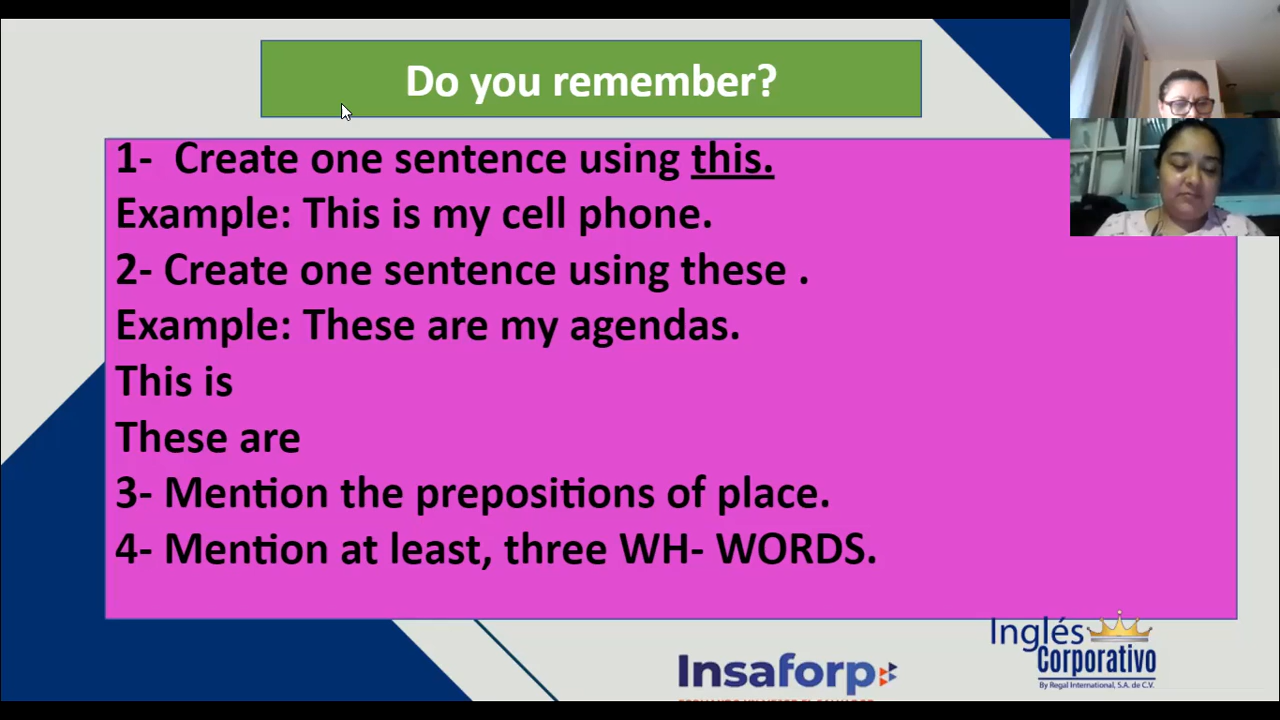 Do you remember?
1- Create one sentence using this.
Example: This is my cell phone.
2- Create one sentence using these .
Example: These are my agendas.
This is
These are
3- Mention the prepositions of place.
4- Mention at least, three WH- WORDS.
Inglés
Corporativo
By Regal International, S.A. de C.V.
Insaforp